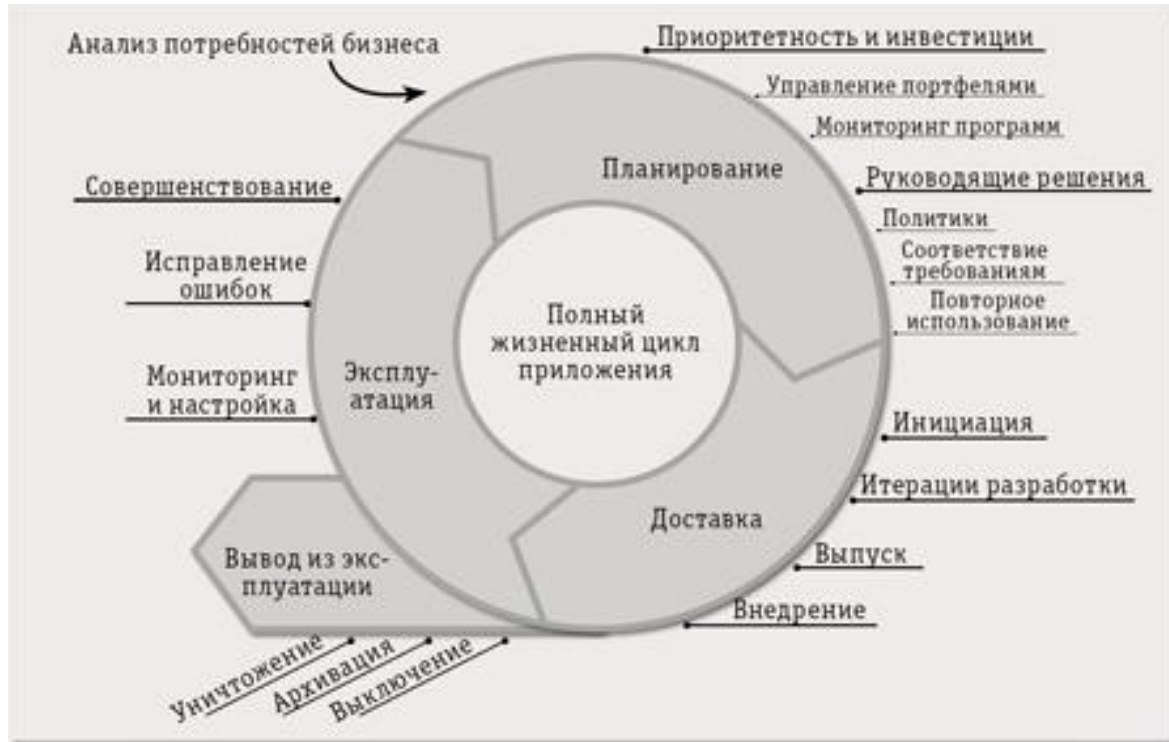 Анализ потребностей бизнеса
Приоритетность и инвестиции
Управление портфелями
Мониторинг программ
Планирование
Руководящие решения
Политики
Соответствие
требованиям
Повторное
использование
Совершенствование
Исправление
ошибок
Мониторинг
и настройка
Эксплу-
атация
Полный
жизненный цикл
приложения
Инициация
Итерации разработки
Доставка
Выпуск
Внедрение
Вывод из экс-
плуатации
Уничтожение
Архивация
Выключение